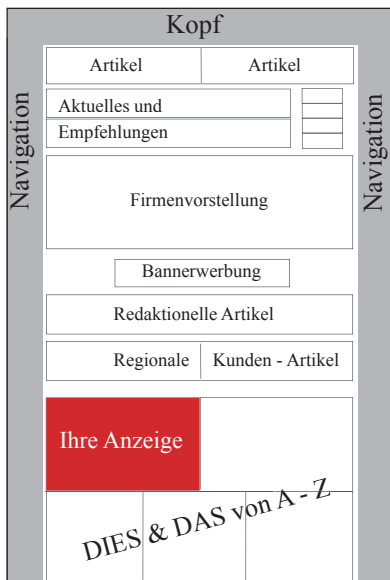 Kopf
Navigation
Navigation
Artikel Artikel
Aktuelles und
Empfehlungen
Firmenvorstellung
Bannerwerbung
Redaktionelle Artikel
Regionale Kunden - Artikel
Ihre Anzeige
DIES & DAS von A - Z